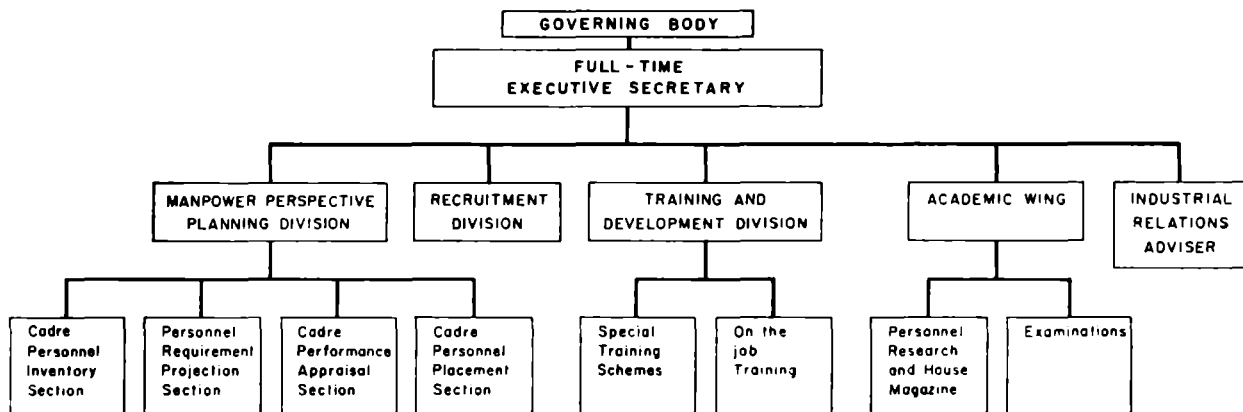 GOVERNING BODY
FULL-TIME
EXECUTIVE SECRETARY
MANPOWER PERSPECTIVE
PLANNING DIVISION
RECRUITMENT
DIVISION
TRAINING AND
DEVELOPMENT DIVISION
ACADEMIC WING
INDUSTRIAL
RELATIONS
ADVISER
Cadre
Personnel
Inventory
Section
Personnel
Requirement
Projection
Section
Cadre
Performance
Appraisal
Section
Cadre
Personnel
Placement
Section
Special
Training
Schemes
On the
job
Training
Personnel
Research
and House
Magazine
Examinations